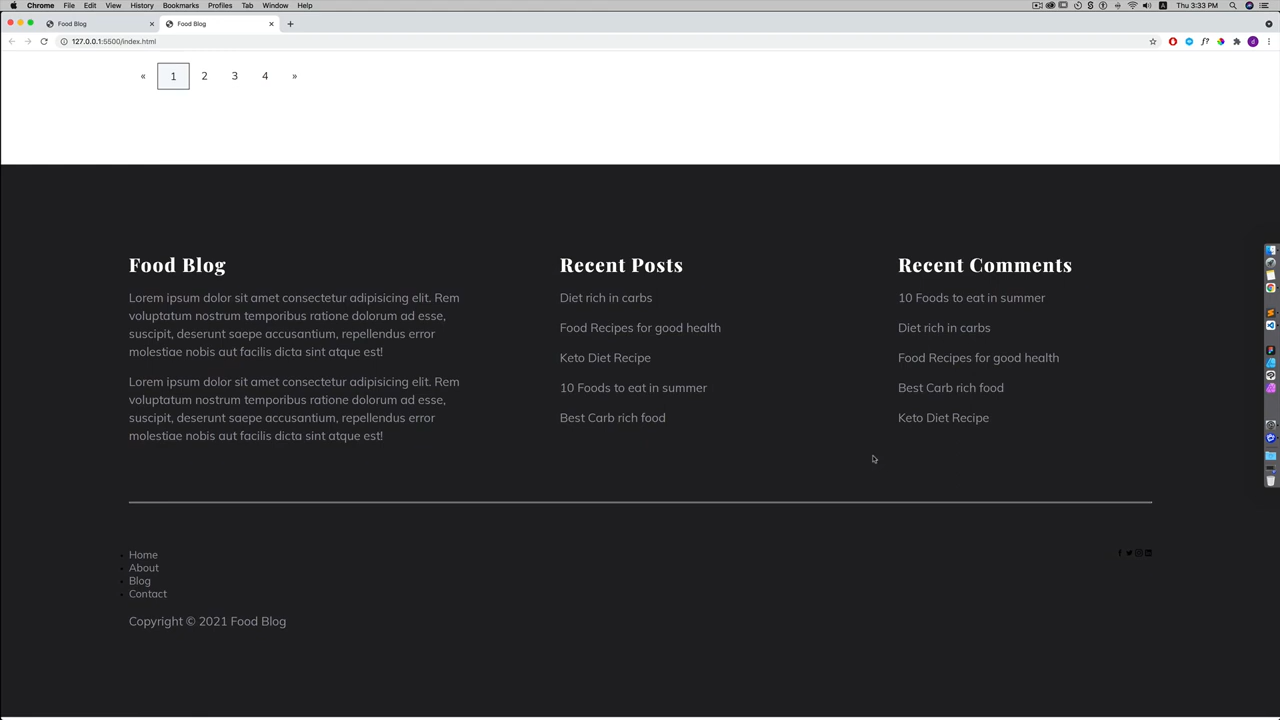 Chrome File Edit View History Bookmarks Profiles Tab Window Help
Thu 3:33 PM
Food Blog
Food Blog
127.0.0.1:5500/index.html
« 1 2 3 4 »
Food Blog
Lorem ipsum dolor sit amet consectetur adipisicing elit. Rem
voluptatum nostrum temporibus ratione dolorum ad esse,
suscipit, deserunt saepe accusantium, repellendus error
molestiae nobis aut facilis dicta sint atque est!
Lorem ipsum dolor sit amet consectetur adipisicing elit. Rem
voluptatum nostrum temporibus ratione dolorum ad esse,
suscipit, deserunt saepe accusantium, repellendus error
molestiae nobis aut facilis dicta sint atque est!
Recent Posts
Diet rich in carbs
Food Recipes for good health
Keto Diet Recipe
10 Foods to eat in summer
Best Carb rich food
Recent Comments
10 Foods to eat in summer
Diet rich in carbs
Food Recipes for good health
Best Carb rich food
Keto Diet Recipe
Home
About
Blog
Contact
Copyright © 2021 Food Blog